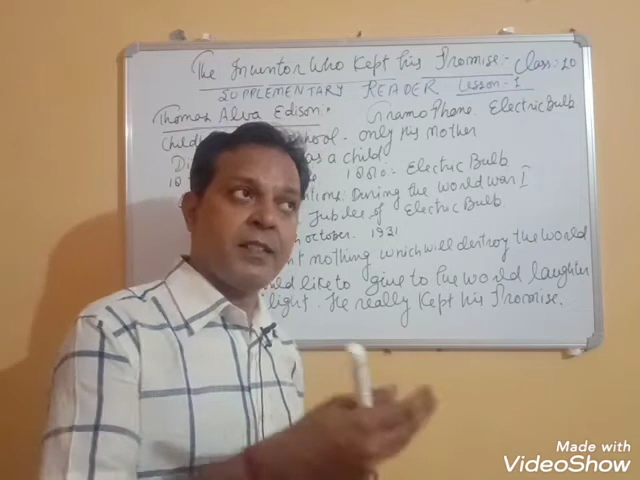 The Inventor Who Kept his Promise. Class: 10
SUPPLEMENTARY READER Lesson - 1
Thomas Alva Edison: Gramophone. Electric Bulb
only his mother
as a child
18 1880: Electric Bulb
During the world war I
Jubilee of Electric Bulb
october. 1931
nothing which will destroy the world
like to give to the world laughter
light. He really kept his Promise.
Made with
VideoShow